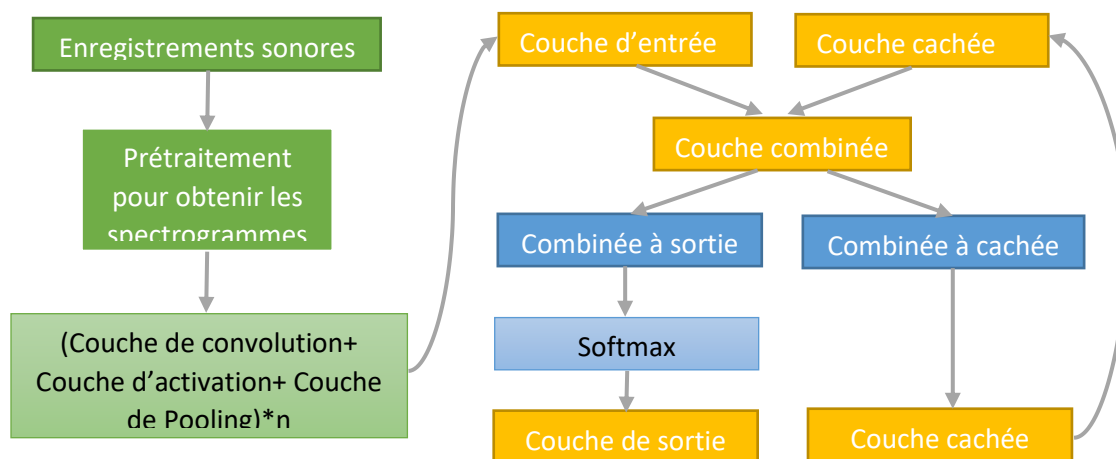 Enregistrements sonores
Prétraitement
pour obtenir les
spectrogrammes
(Couche de convolution+
Couche d’activation+ Couche
de Pooling)*n
Couche d’entrée
Couche cachée
Couche combinée
Combinée à sortie
Combinée à cachée
Softmax
Couche de sortie
Couche cachée